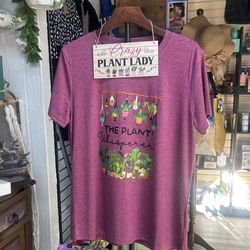 Crazy
PLANT LADY
THE PLANT
Whisperer